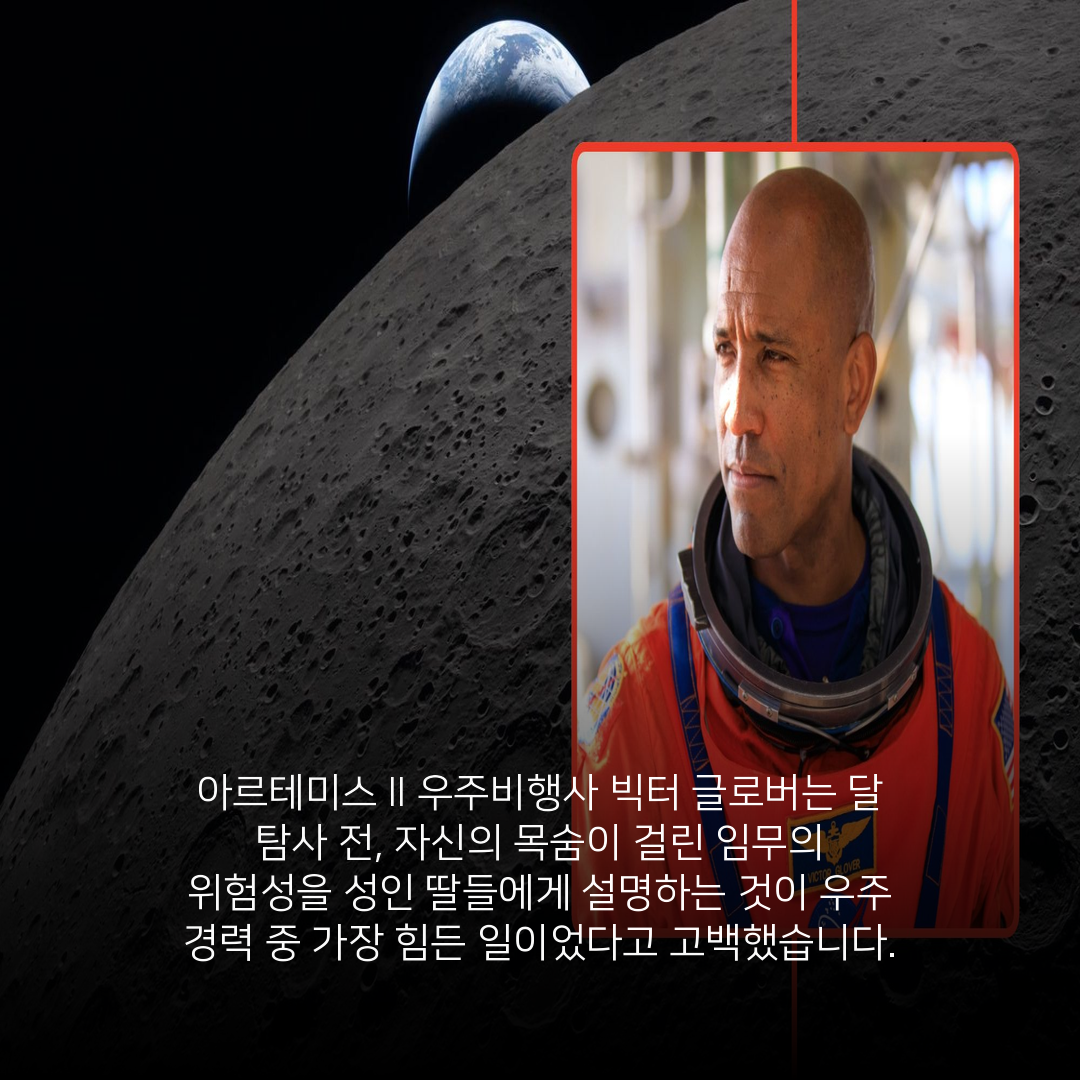 아르테미스 II 우주비행사 빅터 글로버는 달
탐사 전, 자신의 목숨이 걸린 임무의
위험성을 성인 딸들에게 설명하는 것이 우주
경력 중 가장 힘든 일이었다고 고백했습니다.
VICTOR GLOVER